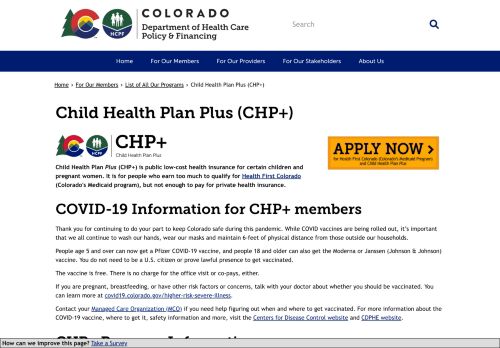 COLORADO
Department of Health Care
Policy & Financing
HCPF
Search
Home
For Our Members
For Our Providers
For Our Stakeholders
About Us
Home › For Our Members › List of All Our Programs › Child Health Plan Plus (CHP+)
Child Health Plan Plus (CHP+)
HCPF
CHP+
Child Health Plan Plus
APPLY NOW >
for Health First Colorado (Colorado's Medicaid Program)
and Child Health Plan Plus (CHP+)
Child Health Plan Plus (CHP+) is public low-cost health insurance for certain children and
pregnant women. It is for people who earn too much to qualify for Health First Colorado
(Colorado's Medicaid program), but not enough to pay for private health insurance.
COVID-19 Information for CHP+ members
Thank you for continuing to do your part to keep Colorado safe during this pandemic. While COVID vaccines are being rolled out, it's important
that we all continue to wash our hands, wear our masks and maintain 6-feet of physical distance from those outside our households.
People age 5 and over can now get a Pfizer COVID-19 vaccine, and people 18 and older can also get the Moderna or Janssen (Johnson & Johnson)
vaccine. You do not need to be a U.S. citizen or prove lawful presence to get vaccinated.
The vaccine is free. There is no charge for the office visit or co-pays, either.
If you are pregnant, breastfeeding, or have other risk factors or concerns, talk with your doctor about whether you should be vaccinated. You
can learn more at covid19.colorado.gov/higher-risk-severe-illness.
Contact your Managed Care Organization (MCO) if you need help figuring out when and where to get vaccinated. For more information about the
COVID-19 vaccine, where to get it, safety information and more, visit the Centers for Disease Control website and CDPHE website.
How can we improve this page? Take a Survey